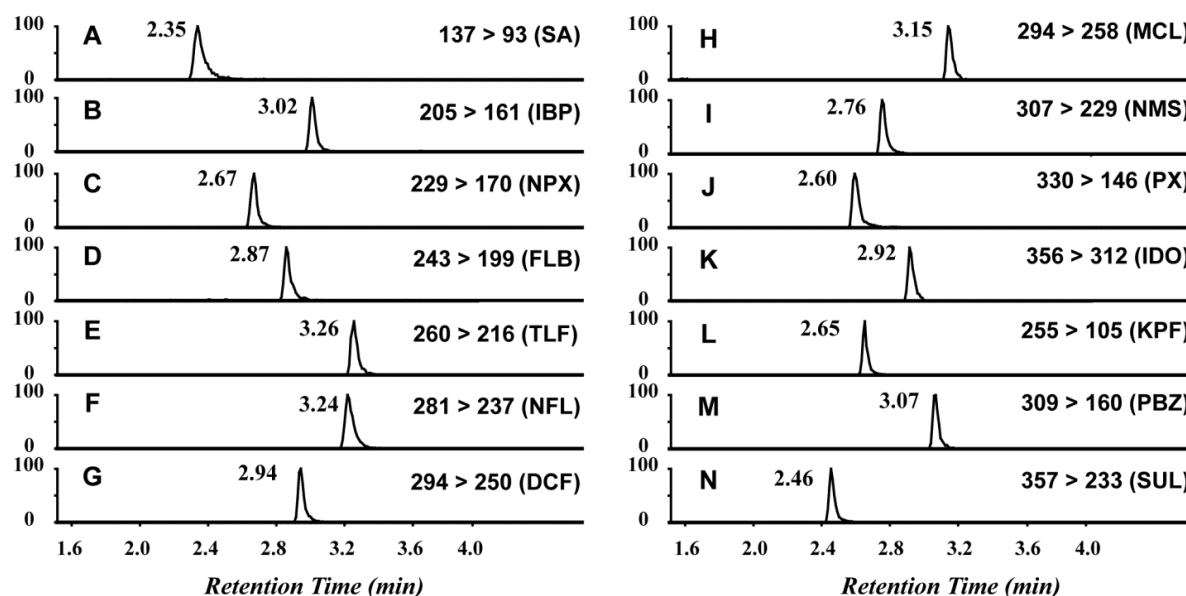 100
0
A
2.35
137 > 93 (SA)
100
0
B
3.02
205 > 161 (IBP)
100
0
C
2.67
229 > 170 (NPX)
100
0
D
2.87
243 > 199 (FLB)
100
0
E
3.26
260 > 216 (TLF)
100
0
F
3.24
281 > 237 (NFL)
100
0
G
2.94
294 > 250 (DCF)
1.6 2.0 2.4 2.8 3.2 3.6 4.0
Retention Time (min)
100
0
H
3.15
294 > 258 (MCL)
100
0
I
2.76
307 > 229 (NMS)
100
0
J
2.60
330 > 146 (PX)
100
0
K
2.92
356 > 312 (IDO)
100
0
L
2.65
255 > 105 (KPF)
100
0
M
3.07
309 > 160 (PBZ)
100
0
N
2.46
357 > 233 (SUL)
1.6 2.0 2.4 2.8 3.2 3.6 4.0
Retention Time (min)